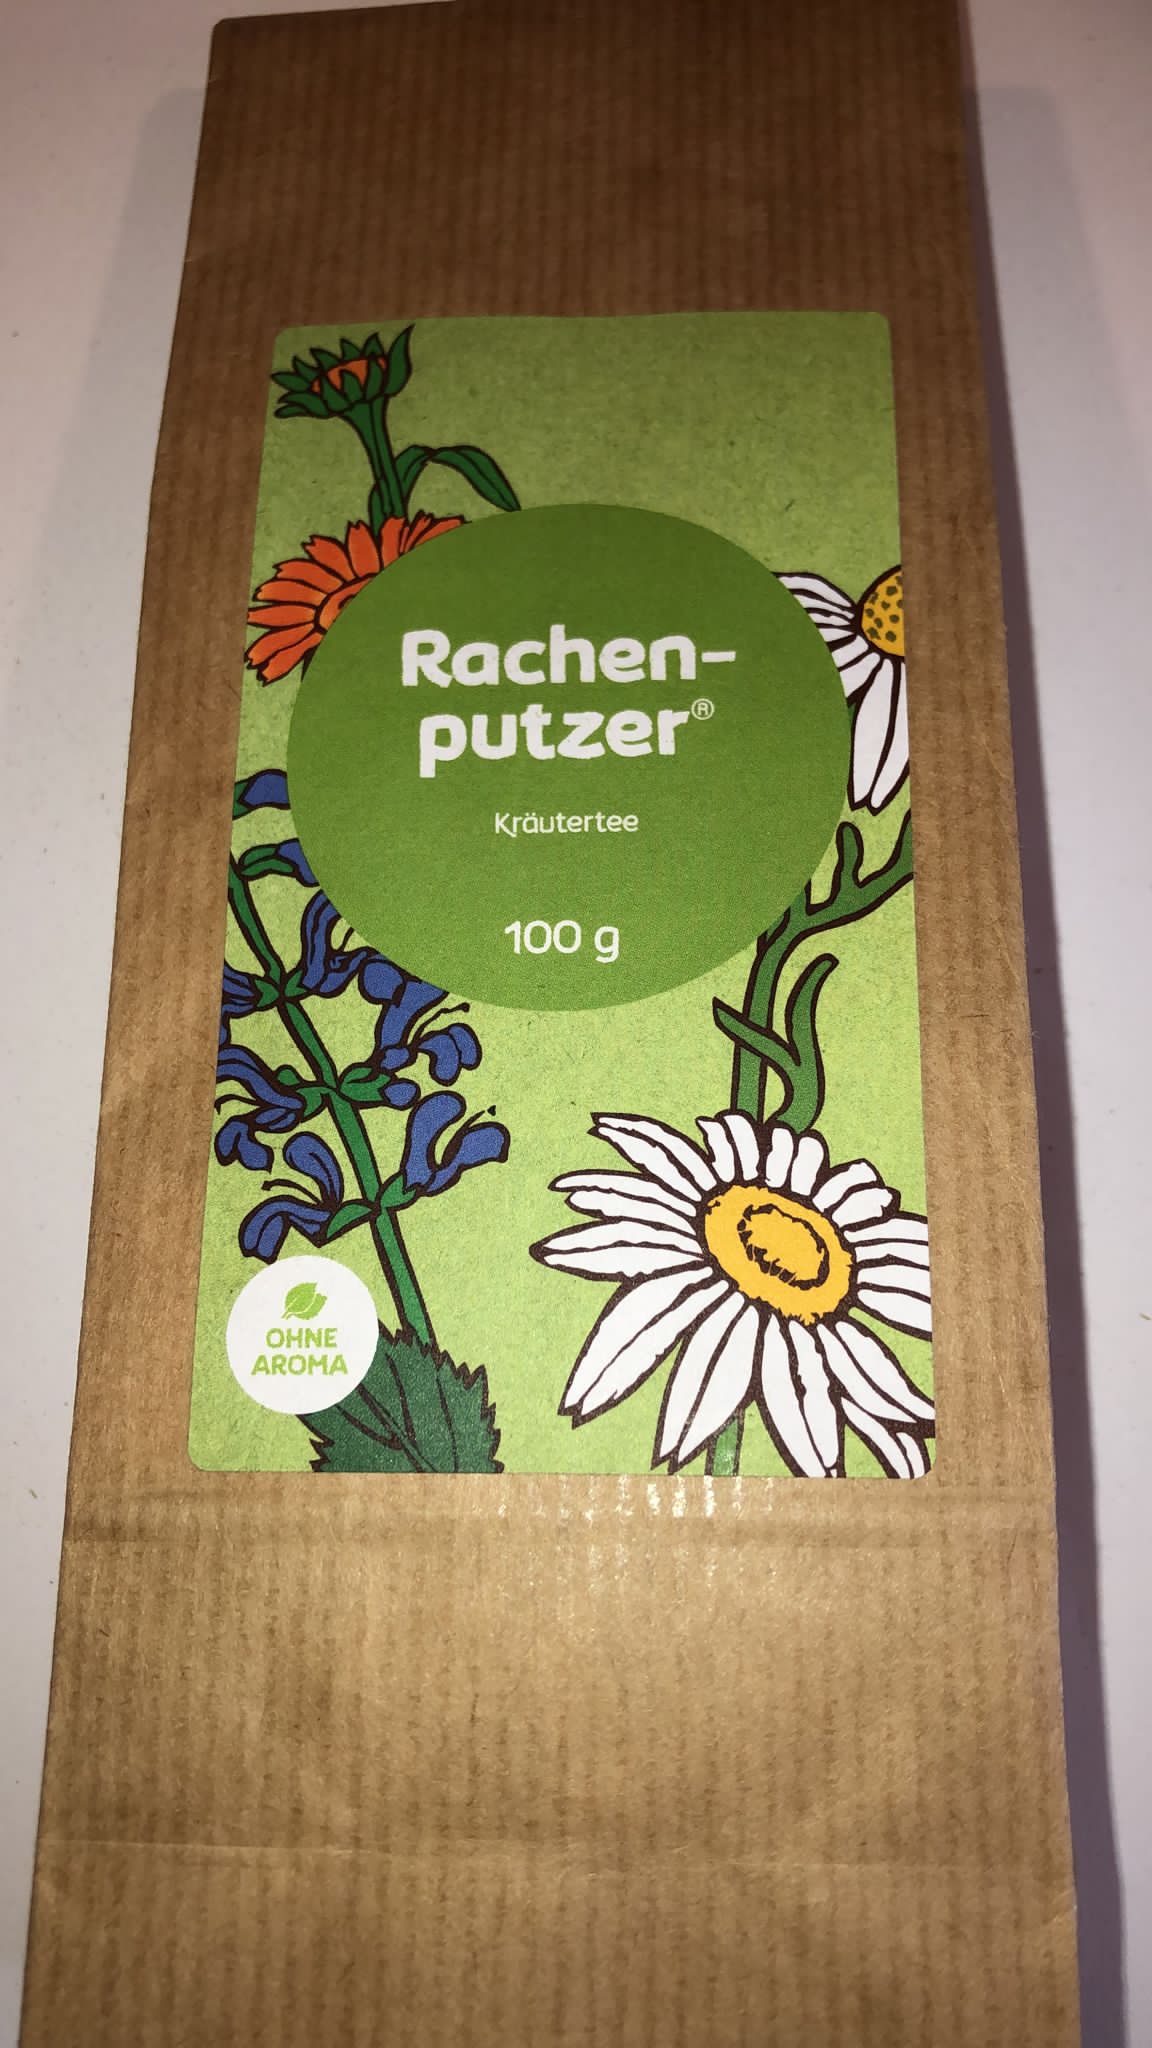 Rachen-
putzer®
Kräutertee
100 g
OHNE
AROMA